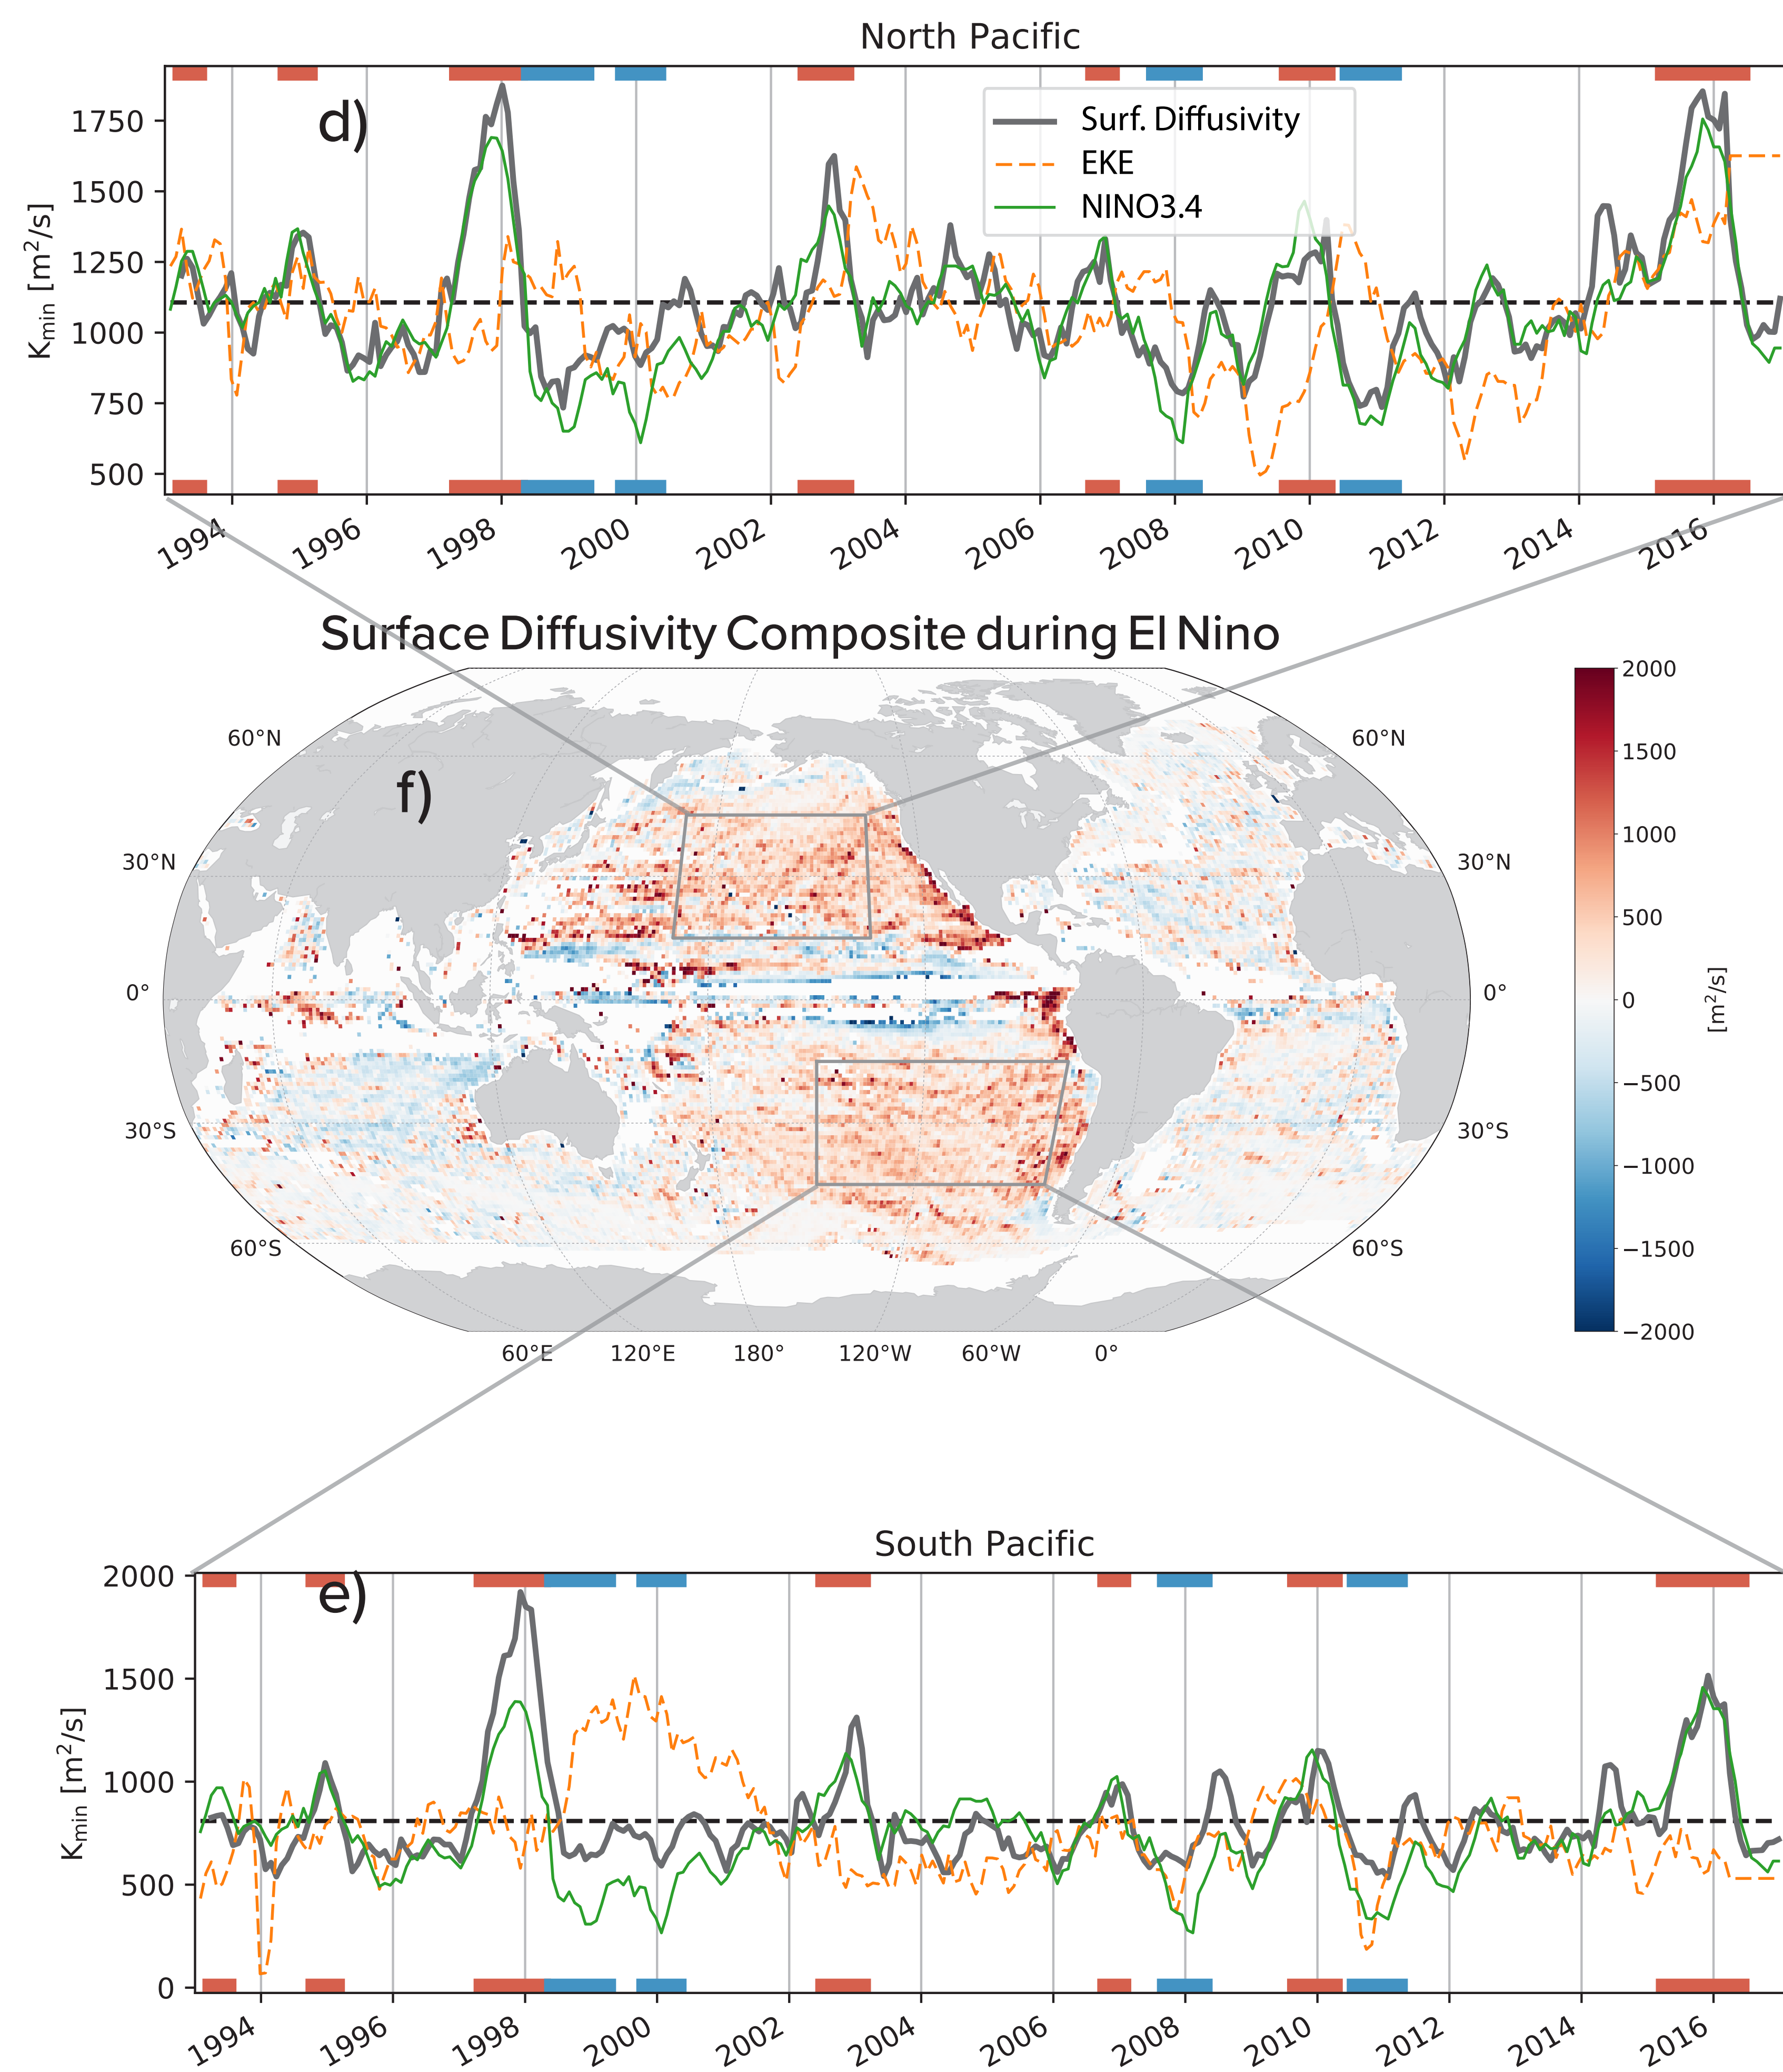 North Pacific
d)
Surf. Diffusivity
EKE
NINO3.4
K_min [m²/s]
1750
1500
1250
1000
750
500
1994 1996 1998 2000 2002 2004 2006 2008 2010 2012 2014 2016
Surface Diffusivity Composite during El Nino
f)
60°N 60°N
30°N 30°N
0° 0°
30°S 30°S
60°S 60°S
60°E 120°E 180° 120°W 60°W 0°
2000
1500
1000
500
0
−500
−1000
−1500
−2000
[m²/s]
South Pacific
e)
K_min [m²/s]
2000
1500
1000
500
0
1994 1996 1998 2000 2002 2004 2006 2008 2010 2012 2014 2016